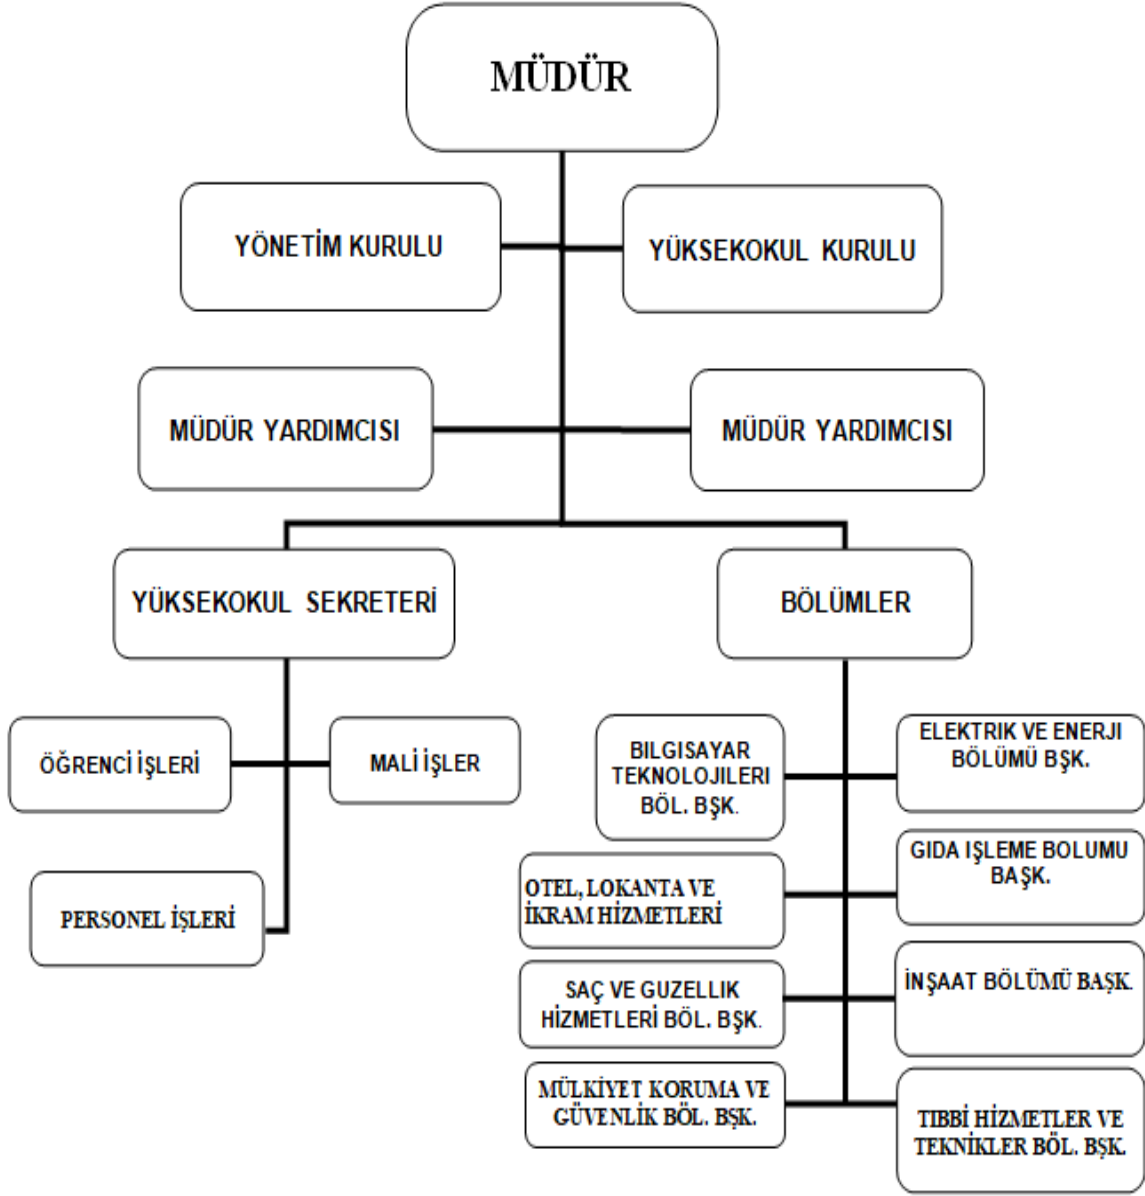 MÜDÜR
YÖNETİM KURULU
YÜKSEKOKUL KURULU
MÜDÜR YARDIMCISI
MÜDÜR YARDIMCISI
YÜKSEKOKUL SEKRETERİ
BÖLÜMLER
ÖĞRENCİ İŞLERİ
MALİ İŞLER
PERSONEL İŞLERİ
BILGISAYAR
TEKNOLOJILERI
BÖL. BŞK.
ELEKTRIK VE ENERJI
BÖLÜMÜ BŞK.
OTEL, LOKANTA VE
İKRAM HİZMETLERİ
GIDA IŞLEME BOLUMU
BAŞK.
SAÇ VE GUZELLIK
HİZMETLERİ BÖL. BŞK.
İNŞAAT BÖLÜMÜ BAŞK.
MÜLKİYET KORUMA VE
GÜVENLİK BÖL. BŞK.
TIBBİ HİZMETLER VE
TEKNİKLER BÖL. BŞK.